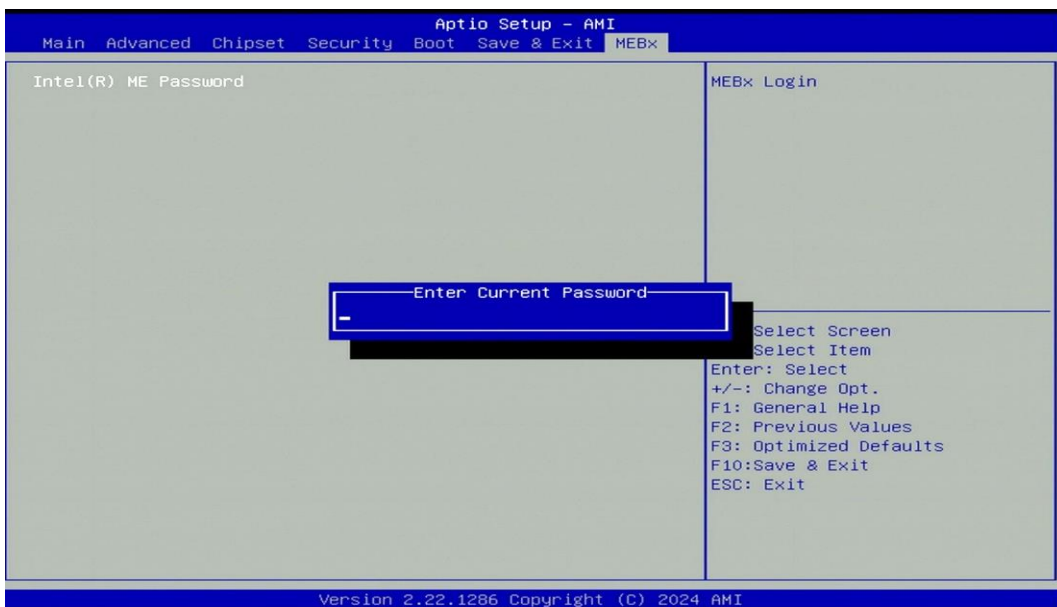 Aptio Setup - AMI
Main Advanced Chipset Security Boot Save & Exit MEBx
Intel(R) ME Password
MEBx Login
Enter Current Password
Select Screen
Select Item
Enter: Select
+/-: Change Opt.
F1: General Help
F2: Previous Values
F3: Optimized Defaults
F10:Save & Exit
ESC: Exit
Version 2.22.1286 Copyright (C) 2024 AMI